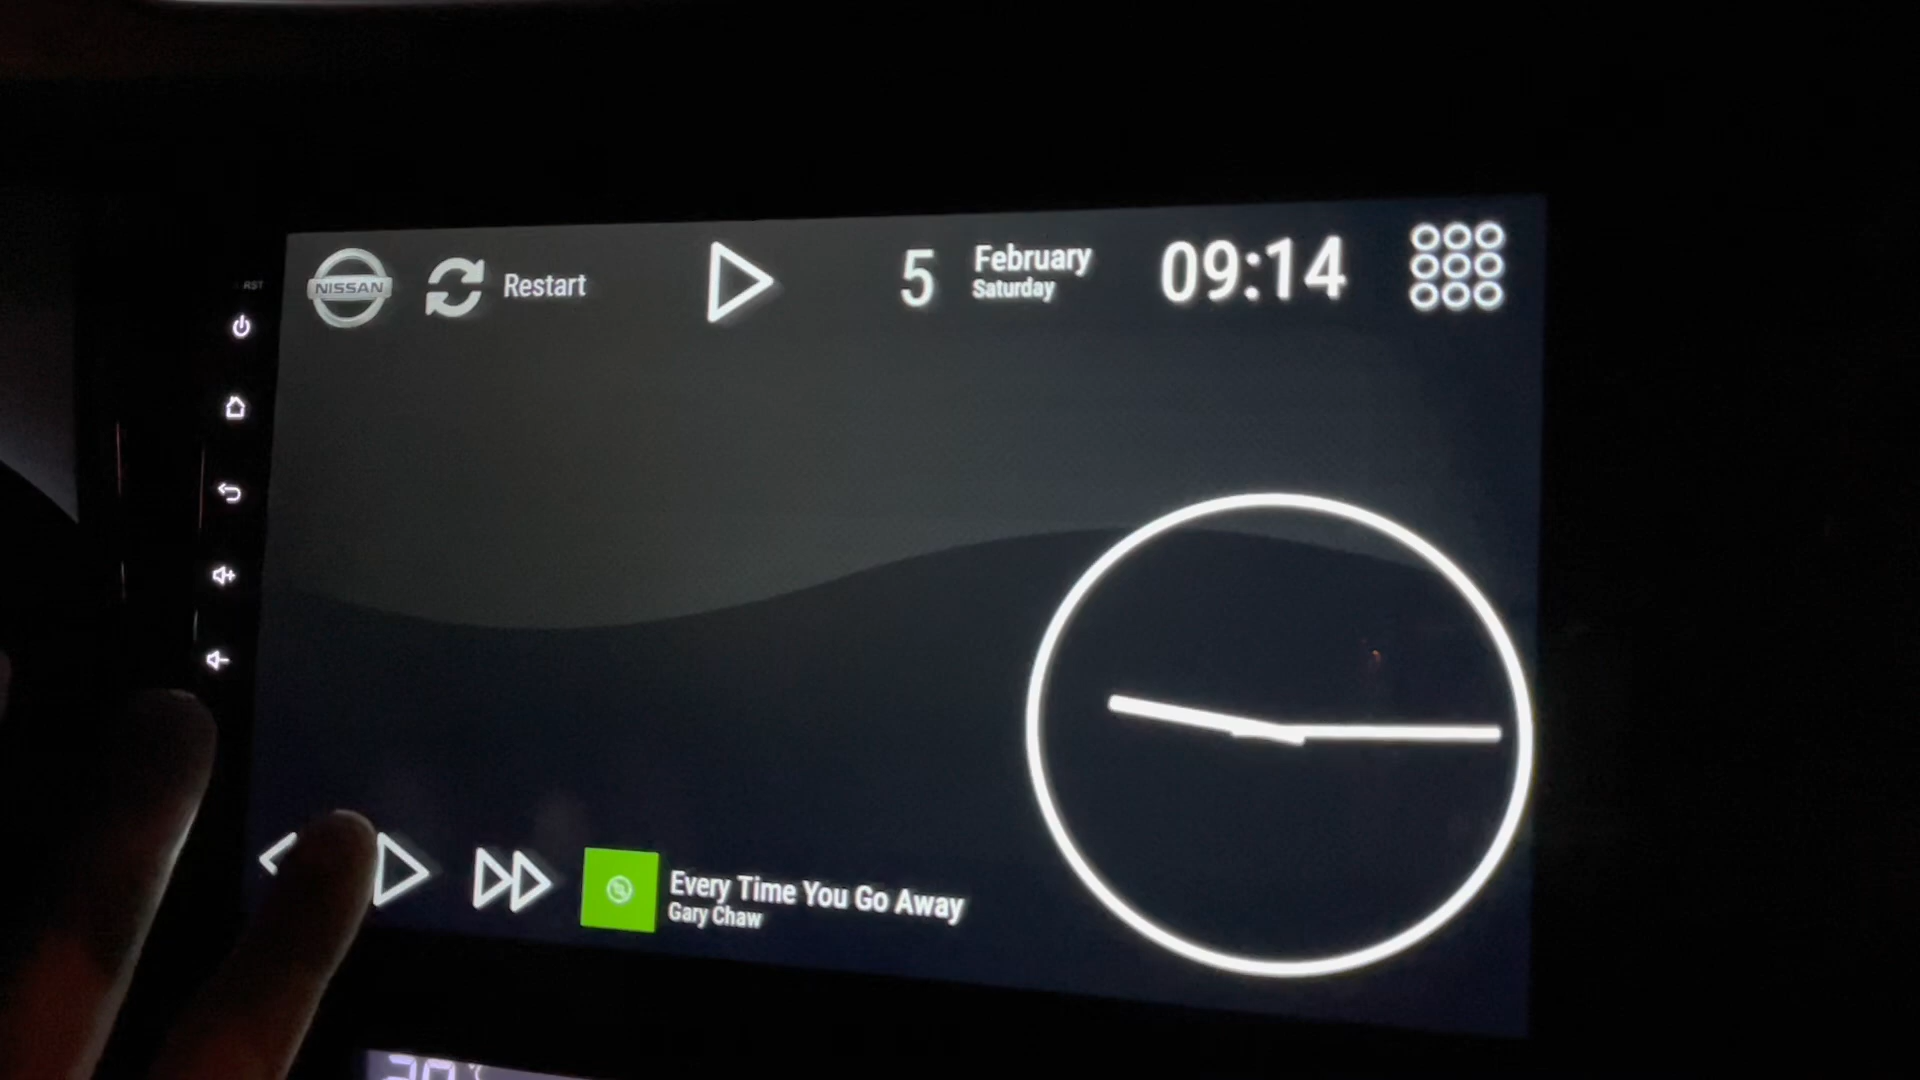 RST
NISSAN
Restart
5
February
Saturday
09:14
Every Time You Go Away
Gary Chaw